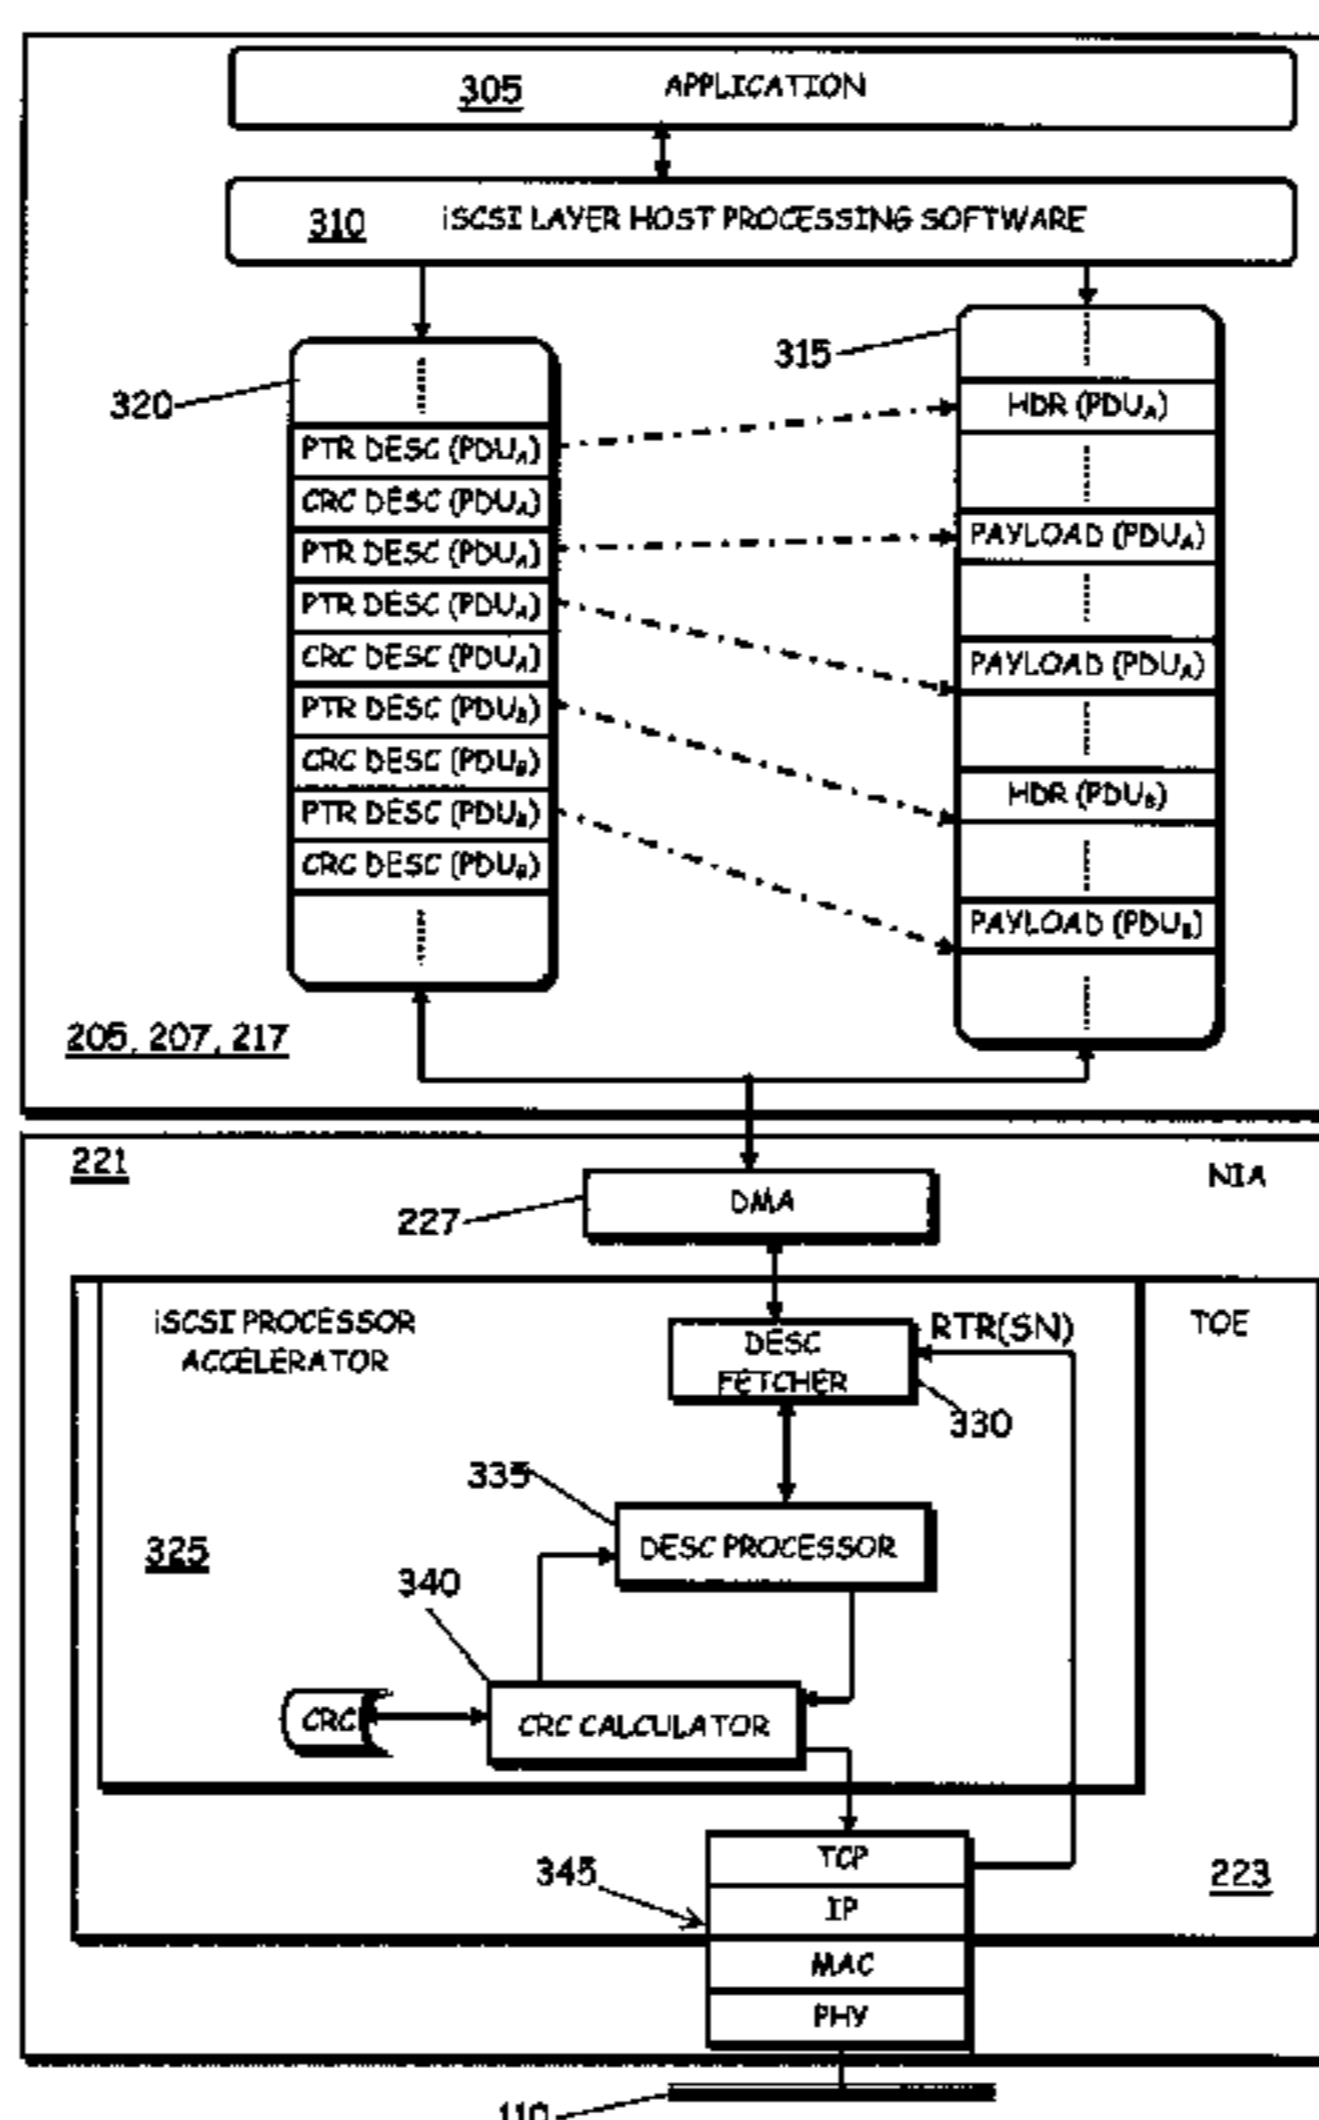 305 APPLICATION
310 iSCSI LAYER HOST PROCESSING SOFTWARE
315
320
HDR (PDUA)
PTR DESC (PDUA)
CRC DESC (PDUA)
PTR DESC (PDUA)
PAYLOAD (PDUA)
PTR DESC (PDUA)
CRC DESC (PDUA)
PAYLOAD (PDUA)
PTR DESC (PDUB)
CRC DESC (PDUB)
HDR (PDUB)
PTR DESC (PDUB)
CRC DESC (PDUB)
PAYLOAD (PDUB)
205, 207, 217
221
NIA
DMA
227
iSCSI PROCESSOR
ACCELERATOR
DESC
FETCHER
RTR(SN)
TOE
330
335
DESC PROCESSOR
325
340
CRC
CRC CALCULATOR
TCP
345
IP
223
MAC
PHY
110